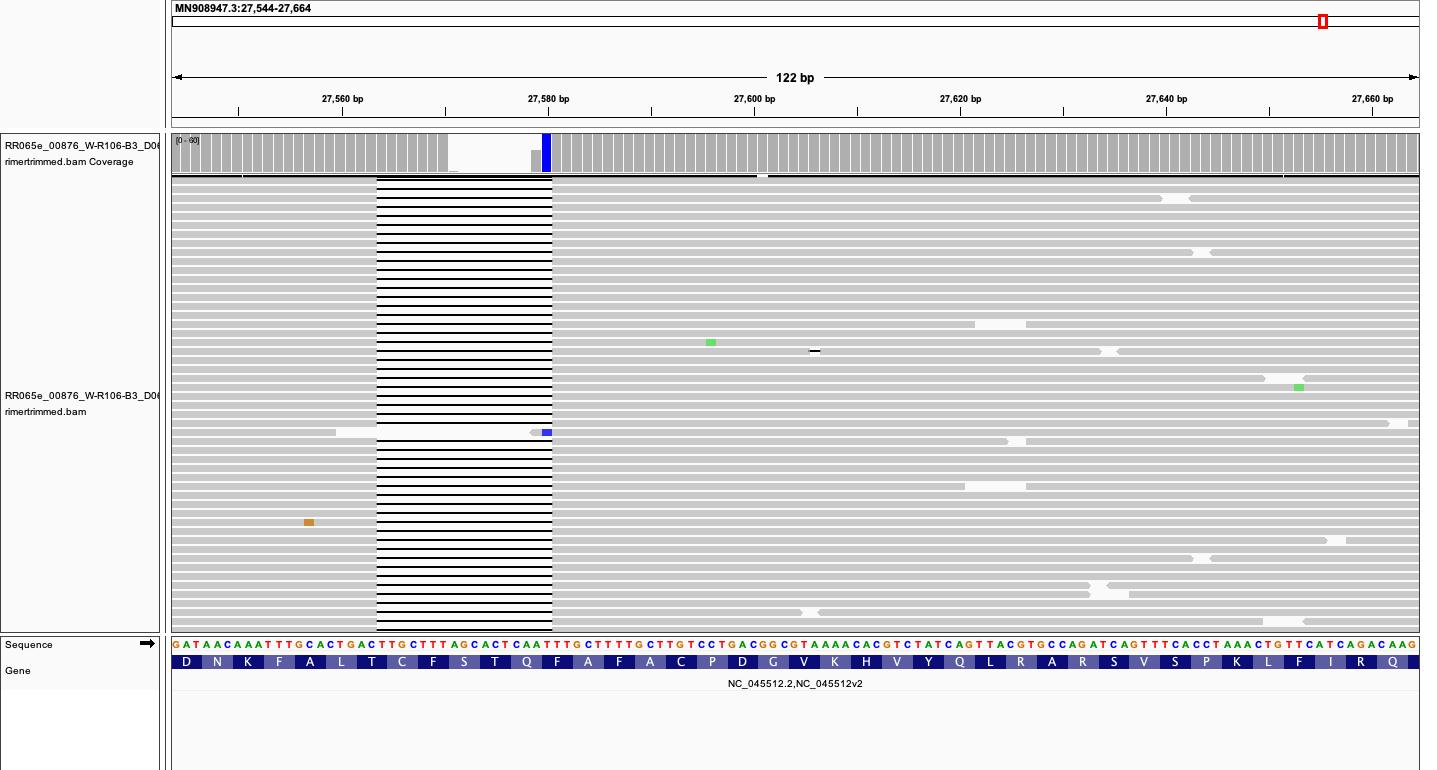 MN908947.3:27,544-27,664
122 bp
27,560 bp 27,580 bp 27,600 bp 27,620 bp 27,640 bp 27,660 bp
RR065e_00876_W-R106-B3_D0
rimertrimmed.bam Coverage
[0 - 60]
RR065e_00876_W-R106-B3_D0
rimertrimmed.bam
Sequence
GATAACAAATTTGCACTGACTTGCTTTAGCACTCAATTTGCTTTTGCTTGTCCTGACGGCGTAAAACACGTCTATCAGTTACGTGCCAGATCAGTTTCACCTAAACTGTTCATCAGACAAG
Gene
D N K F A L T C F S T Q F A F A C P D G V K H V Y Q L R A R S V S P K L F I R Q
NC_045512.2,NC_045512v2